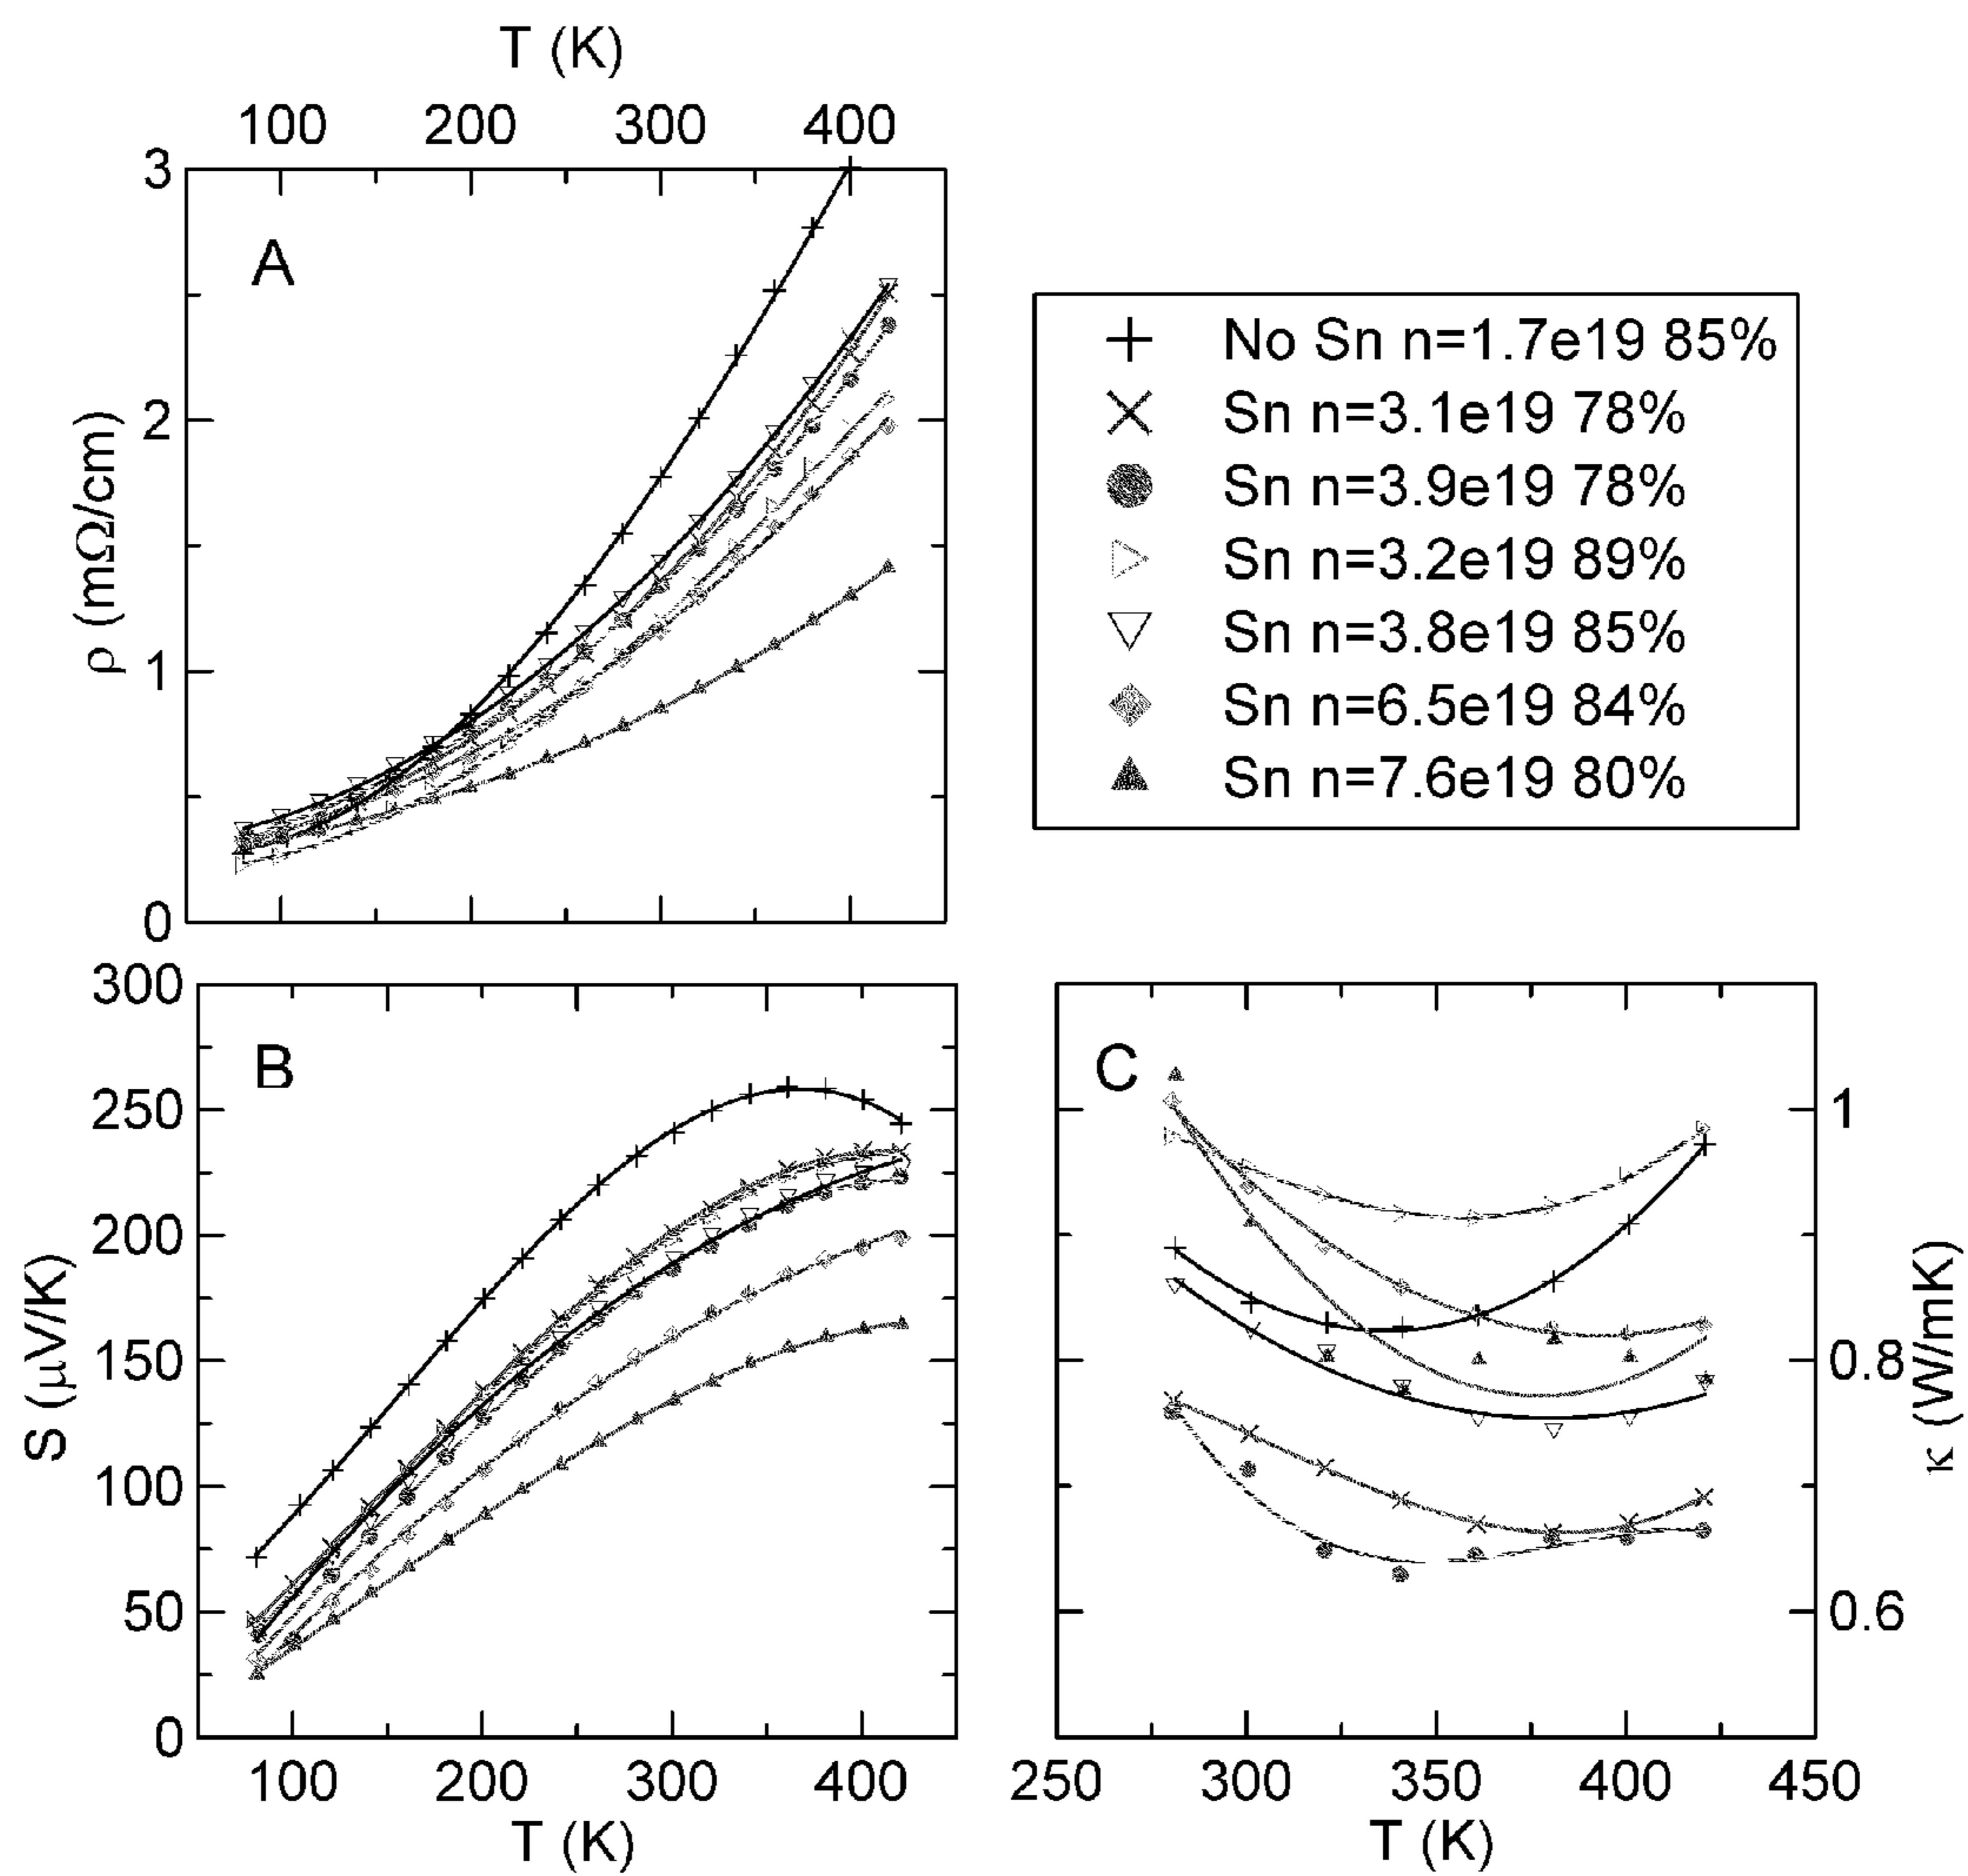 T (K)
100 200 300 400
3
2
1
0
ρ (mΩ/cm)
A
No Sn n=1.7e19 85%
Sn n=3.1e19 78%
Sn n=3.9e19 78%
Sn n=3.2e19 89%
Sn n=3.8e19 85%
Sn n=6.5e19 84%
Sn n=7.6e19 80%
300
250
200
150
100
50
0
S (μV/K)
B
100 200 300 400
T (K)
C
1
0.8
0.6
κ (W/mK)
250 300 350 400 450
T (K)